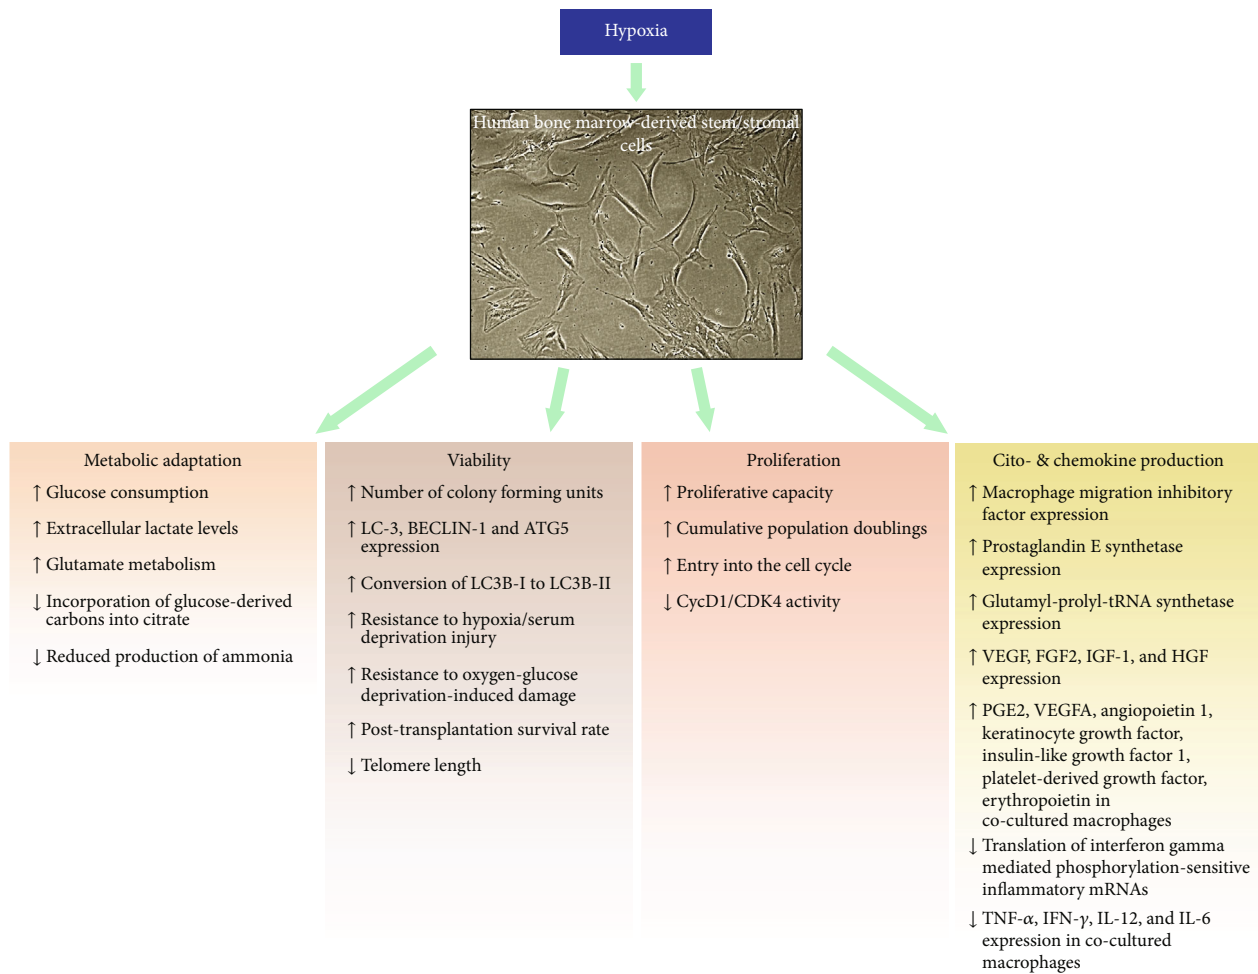 Hypoxia
Human bone marrow-derived stem/stromal
cells
Metabolic adaptation
↑ Glucose consumption
↑ Extracellular lactate levels
↑ Glutamate metabolism
↓ Incorporation of glucose-derived
carbons into citrate
↓ Reduced production of ammonia
Viability
↑ Number of colony forming units
↑ LC-3, BECLIN-1 and ATG5
expression
↑ Conversion of LC3B-I to LC3B-II
↑ Resistance to hypoxia/serum
deprivation injury
↑ Resistance to oxygen-glucose
deprivation-induced damage
↑ Post-transplantation survival rate
↓ Telomere length
Proliferation
↑ Proliferative capacity
↑ Cumulative population doublings
↑ Entry into the cell cycle
↓ CycD1/CDK4 activity
Cito- & chemokine production
↑ Macrophage migration inhibitory
factor expression
↑ Prostaglandin E synthetase
expression
↑ Glutamyl-prolyl-tRNA synthetase
expression
↑ VEGF, FGF2, IGF-1, and HGF
expression
↑ PGE2, VEGFA, angiopoietin 1,
keratinocyte growth factor,
insulin-like growth factor 1,
platelet-derived growth factor,
erythropoietin in
co-cultured macrophages
↓ Translation of interferon gamma
mediated phosphorylation-sensitive
inflammatory mRNAs
↓ TNF-α, IFN-γ, IL-12, and IL-6
expression in co-cultured
macrophages